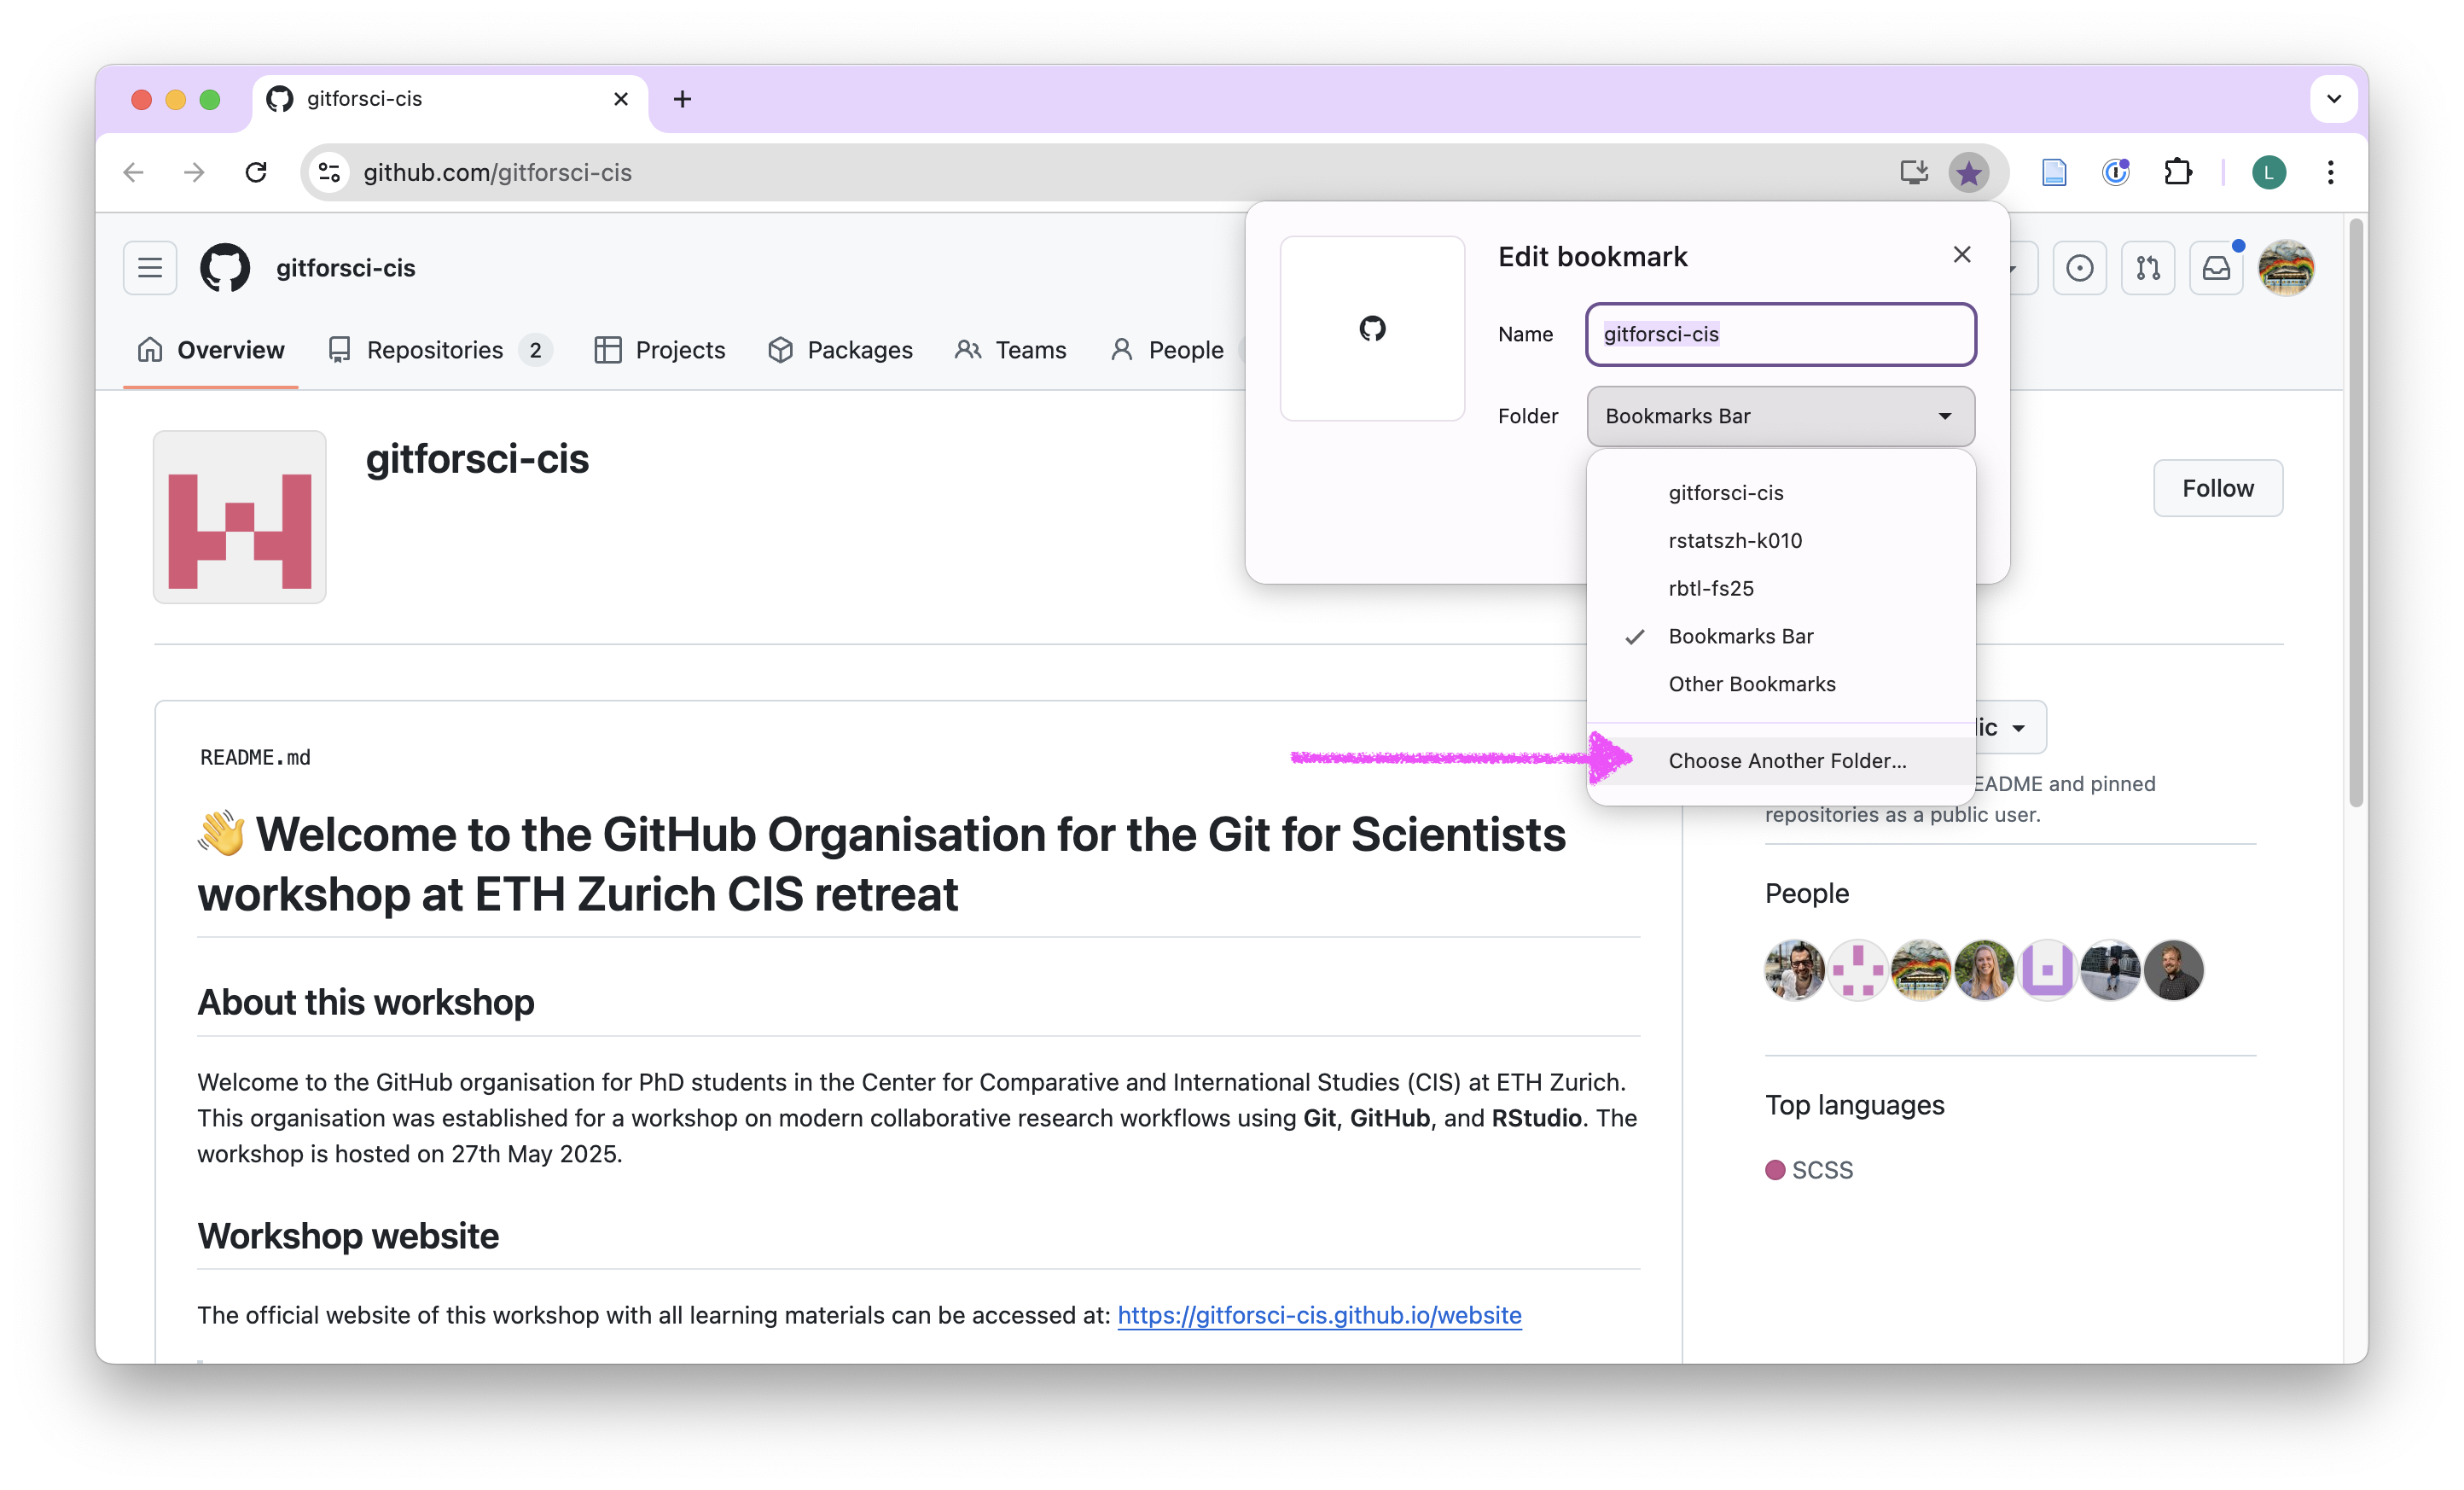 gitforsci-cis
github.com/gitforsci-cis
L
gitforsci-cis
Overview
Repositories 2
Projects
Packages
Teams
People
Edit bookmark
Name gitforsci-cis
Folder Bookmarks Bar
gitforsci-cis
rstatszh-k010
rbtl-fs25
Bookmarks Bar
Other Bookmarks
Choose Another Folder...
gitforsci-cis
Follow
README.md
👋 Welcome to the GitHub Organisation for the Git for Scientists
workshop at ETH Zurich CIS retreat
About this workshop
Welcome to the GitHub organisation for PhD students in the Center for Comparative and International Studies (CIS) at ETH Zurich.
This organisation was established for a workshop on modern collaborative research workflows using Git, GitHub, and RStudio. The
workshop is hosted on 27th May 2025.
Workshop website
The official website of this workshop with all learning materials can be accessed at: https://gitforsci-cis.github.io/website
and pinned
repositories as a public user.
People
Top languages
SCSS